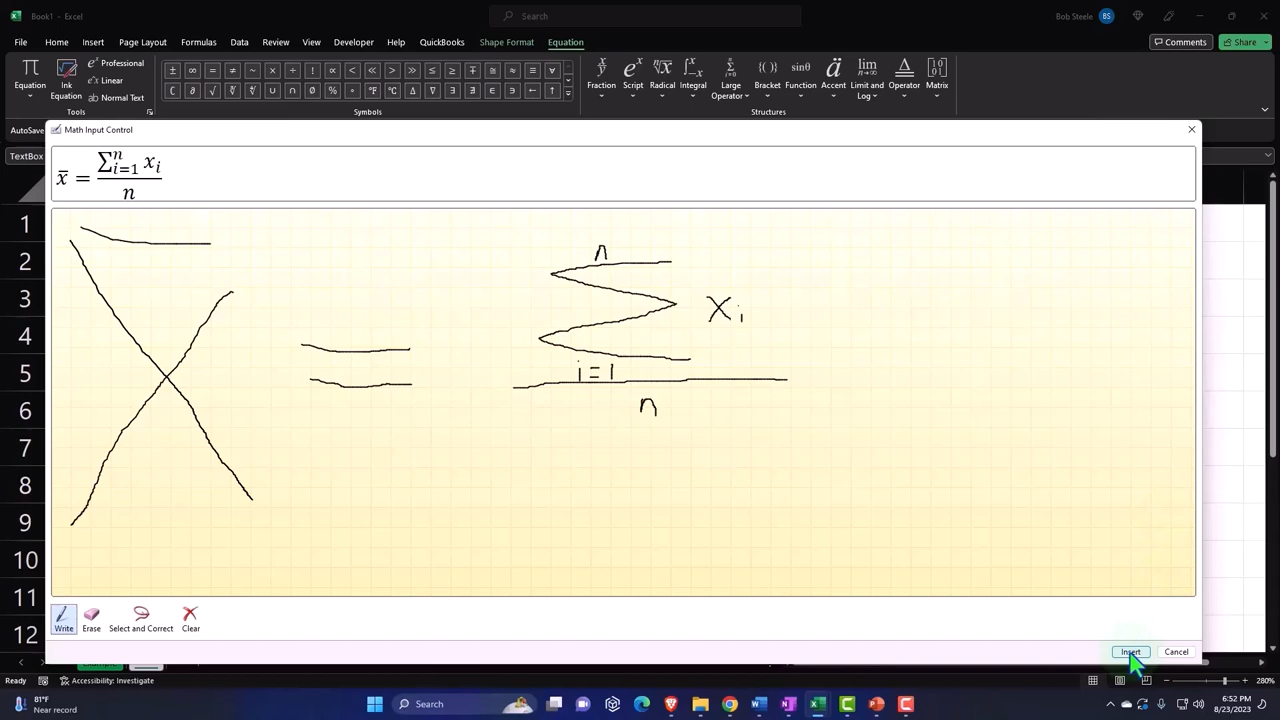 Book1 - Excel
Search
Bob Steele BS
File Home Insert Page Layout Formulas Data Review View Developer Help QuickBooks Shape Format Equation
Comments Share
Equation
Ink Equation
Professional
Linear
Normal Text
± ∞ = ≠ ~ × ÷ ! ∝ < ≪ > ≫ ≤ ≥ ∓ ≅ ≈ ≡ ∀
∁ ∂ √ ∛ ∜ ∪ ∩ ∅ % ° °F °C ∆ ∇ ∃ ∄ ∈ ∋ ← ↑
Fraction Script Radical Integral Large Operator Bracket Function Accent Limit and Log Operator Matrix
Tools Symbols Structures
AutoSave
TextBox
Math Input Control
x̄ = ∑ⁿᵢ₌₁ xᵢ / n
X̄ = ∑ n i=1 Xi / n
1
2
3
4
5
6
7
8
9
10
11
12
Write Erase Select and Correct Clear
Insert Cancel
Ready Accessibility: Investigate 280%
81°F
Near record
Search
6:52 PM
8/23/2023